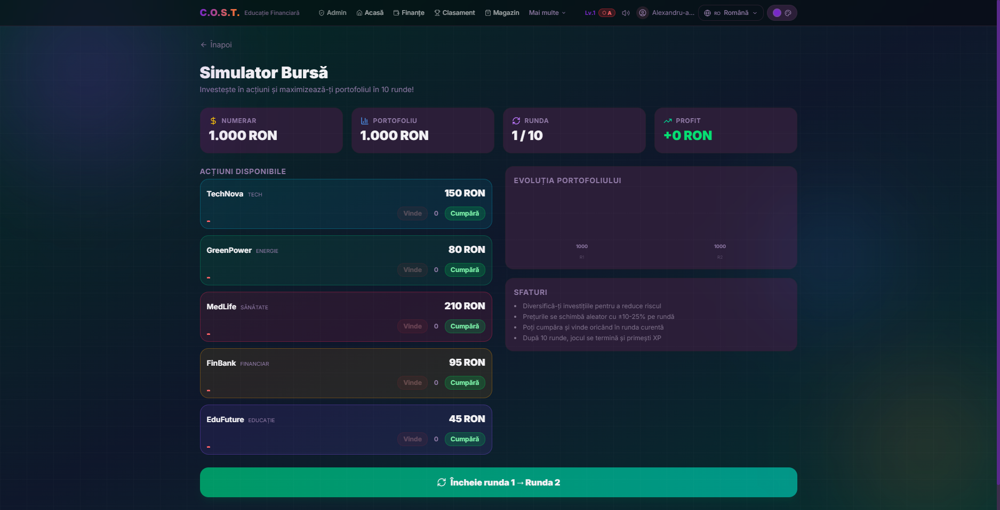 C.O.S.T. Educație Financiară Admin Acasă Finanțe Clasament Magazin Mai multe Lv.1 A Alexandru-a... RO Română
← Înapoi
Simulator Bursă
Investește în acțiuni și maximizează-ți portofoliul în 10 runde!
NUMERAR
1.000 RON
PORTOFOLIU
1.000 RON
RUNDA
1 / 10
PROFIT
+0 RON
ACȚIUNI DISPONIBILE
TechNova TECH 150 RON
Vinde 0 Cumpără
GreenPower ENERGIE 80 RON
Vinde 0 Cumpără
MedLife SĂNĂTATE 210 RON
Vinde 0 Cumpără
FinBank FINANCIAR 95 RON
Vinde 0 Cumpără
EduFuture EDUCAȚIE 45 RON
Vinde 0 Cumpără
EVOLUȚIA PORTOFOLIULUI
1000 1000
R1 R2
SFATURI
• Diversifică-ți investițiile pentru a reduce riscul
• Prețurile se schimbă aleator cu ±10-25% pe rundă
• Poți cumpăra și vinde oricând în runda curentă
• După 10 runde, jocul se termină și primești XP
Încheie runda 1 → Runda 2